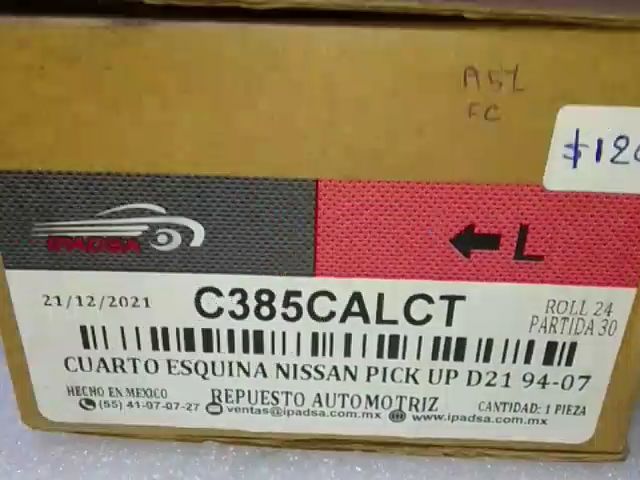 A51
FC
IPADSA
L
21/12/2021
C385CALCT
ROLL 24
PARTIDA 30
CUARTO ESQUINA NISSAN PICK UP D21 94-07
HECHO EN MEXICO
REPUESTO AUTOMOTRIZ
CANTIDAD: 1 PIEZA
(55) 41-07-07-27
ventas@ipadsa.com.mx
www.ipadsa.com.mx